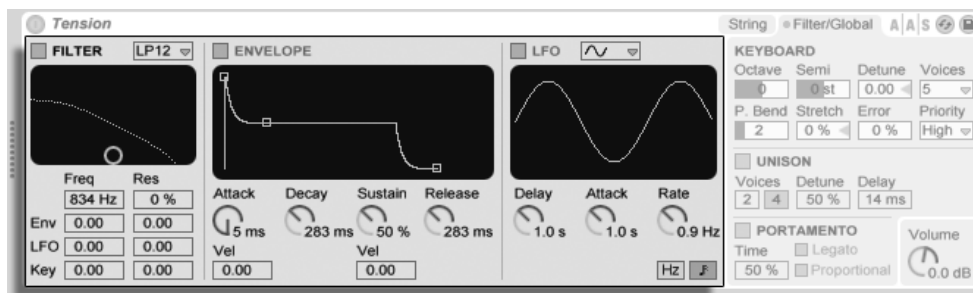 Tension
String Filter/Global A|A|S
FILTER LP12
ENVELOPE
LFO
KEYBOARD
Octave Semi Detune Voices
0 0 st 0.00 5
P. Bend Stretch Error Priority
2 0 % 0 % High
UNISON
Voices Detune Delay
2 4 50 % 14 ms
PORTAMENTO
Time Legato
50 % Proportional
Volume
0.0 dB
Freq Res
834 Hz 0 %
Env 0.00 0.00
LFO 0.00 0.00
Key 0.00 0.00
Attack Decay Sustain Release
5 ms 283 ms 50 % 283 ms
Vel Vel
0.00 0.00
Delay Attack Rate
1.0 s 1.0 s 0.9 Hz
Hz